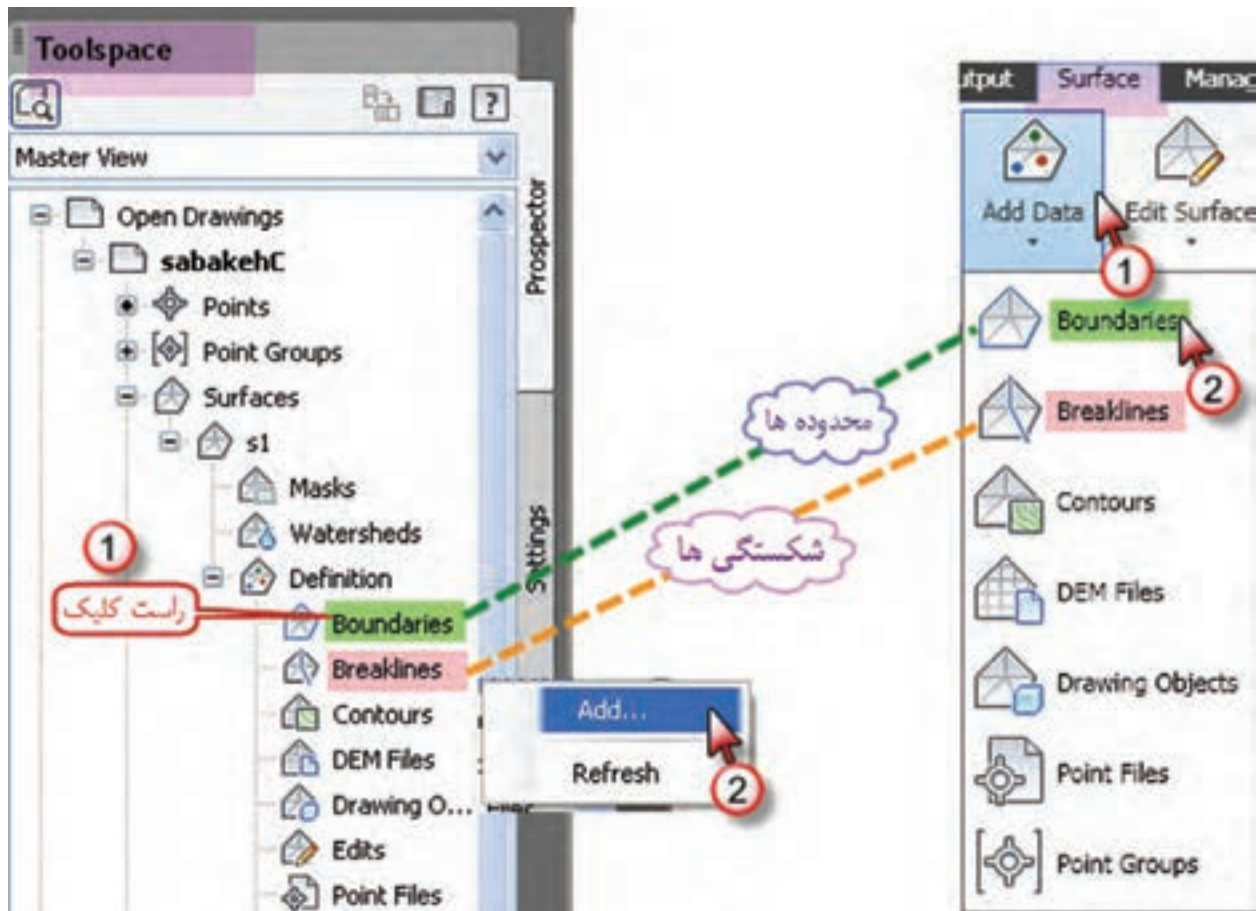 Toolspace
Master View
Open Drawings
sabakehC
Points
Point Groups
Surfaces
s1
Masks
Watersheds
1
Definition
راست کلیک
Boundaries
Breaklines
Contours
DEM Files
Drawing O...
Edits
Point Files
Prospector
Settings
Add...
Refresh
2
محدوده ها
شکستگی ها
utput Surface Manag
Add Data Edit Surface
1
Boundaries
2
Breaklines
Contours
DEM Files
Drawing Objects
Point Files
Point Groups